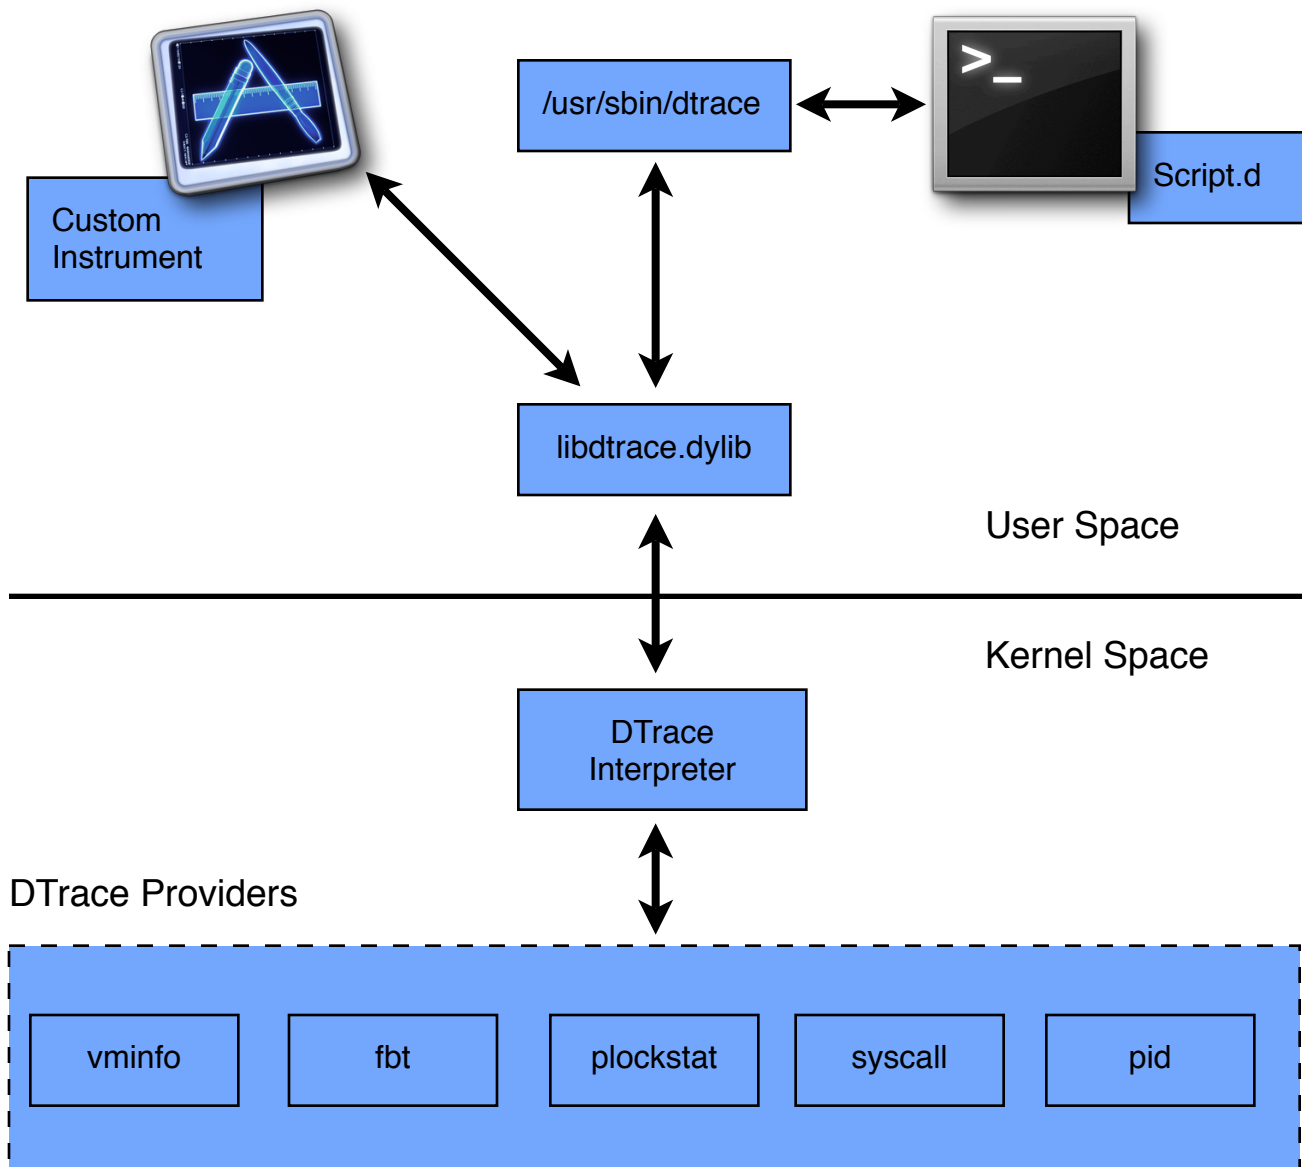 /usr/sbin/dtrace
>_
Script.d
Custom
Instrument
libdtrace.dylib
User Space
Kernel Space
DTrace
Interpreter
DTrace Providers
vminfo
fbt
plockstat
syscall
pid